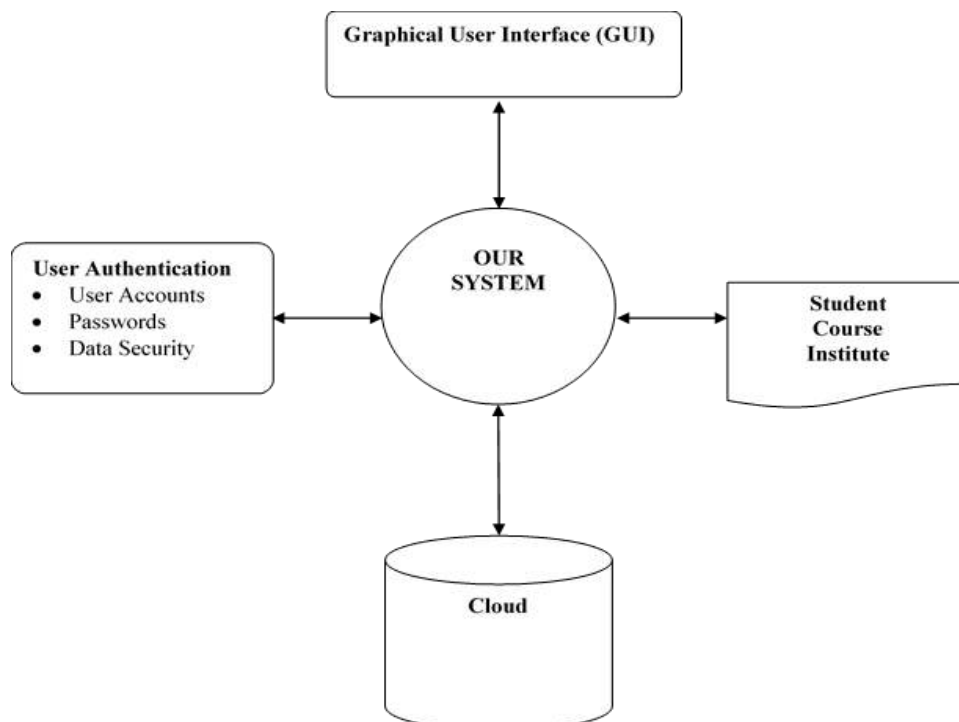 Graphical User Interface (GUI)
OUR
SYSTEM
User Authentication
• User Accounts
• Passwords
• Data Security
Student
Course
Institute
Cloud